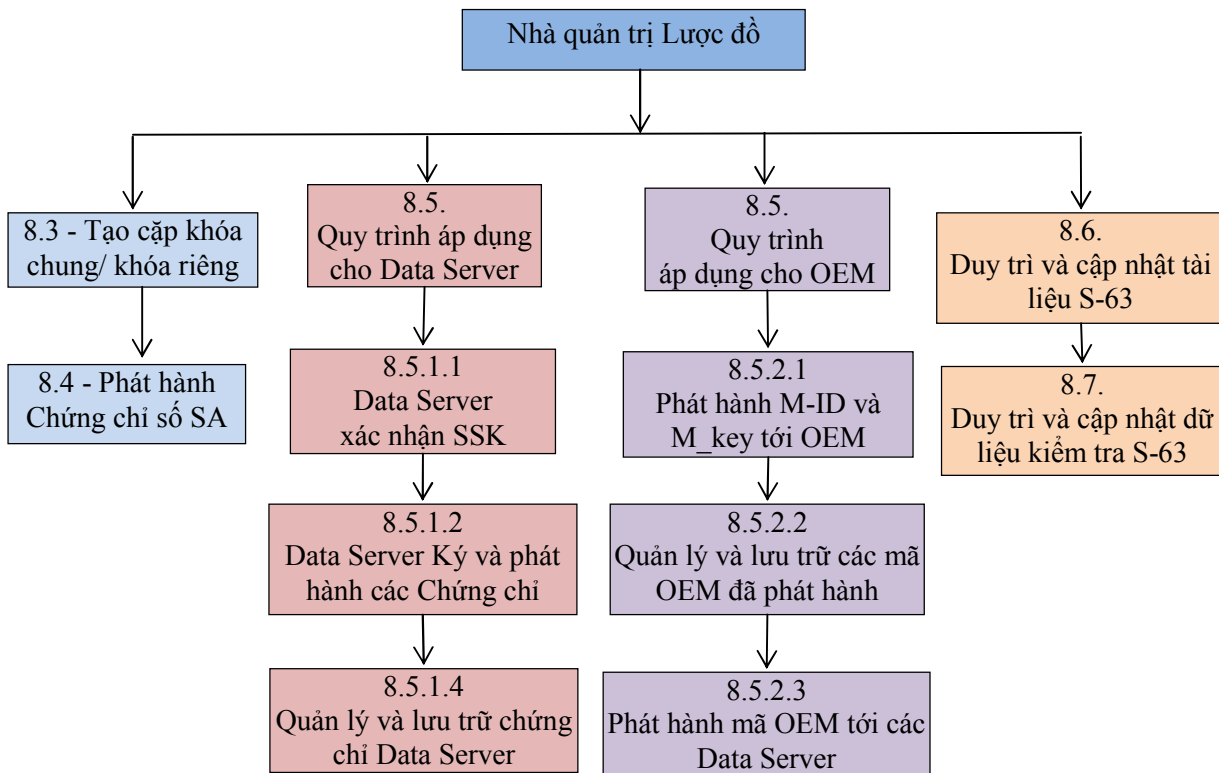 Nhà quản trị Lược đồ
8.3 - Tạo cặp khóa
chung/ khóa riêng
8.4 - Phát hành
Chứng chỉ số SA
8.5.
Quy trình áp dụng
cho Data Server
8.5.1.1
Data Server
xác nhận SSK
8.5.1.2
Data Server Ký và phát
hành các Chứng chỉ
8.5.1.4
Quản lý và lưu trữ chứng
chỉ Data Server
8.5.
Quy trình
áp dụng cho OEM
8.5.2.1
Phát hành M-ID và
M_key tới OEM
8.5.2.2
Quản lý và lưu trữ các mã
OEM đã phát hành
8.5.2.3
Phát hành mã OEM tới các
Data Server
8.6.
Duy trì và cập nhật tài
liệu S-63
8.7.
Duy trì và cập nhật dữ
liệu kiểm tra S-63